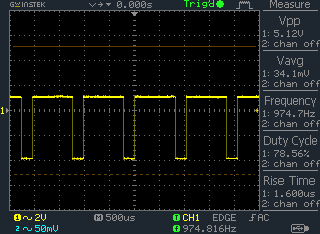 GWINSTEK 0.000s Trig'd Measure
Vpp
1: 5.12V
2: chan off
Vavg
1: 34.1mV
2: chan off
Frequency
1: 974.7Hz
2: chan off
Duty Cycle
1: 78.56%
2: chan off
Rise Time
1: 1.600us
2: chan off
1
1 2V M 500us T CH1 EDGE AC
2 50mV f 974.816Hz